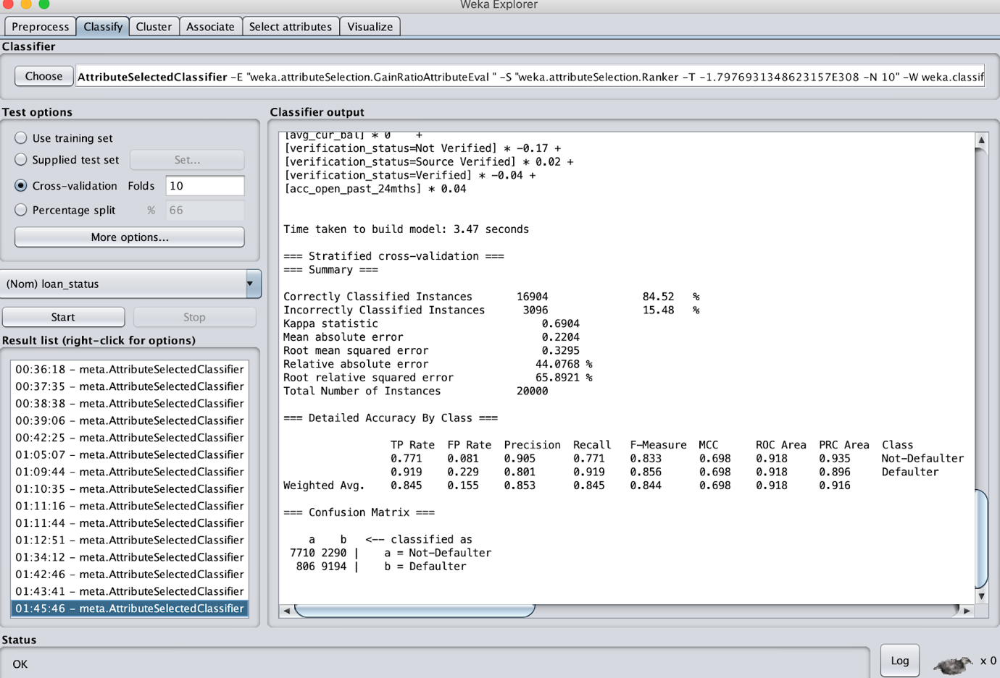 Weka Explorer
Preprocess Classify Cluster Associate Select attributes Visualize
Classifier
Choose AttributeSelectedClassifier -E "weka.attributeSelection.GainRatioAttributeEval " -S "weka.attributeSelection.Ranker -T -1.7976931348623157E308 -N 10" -W weka.classif
Test options
Use training set
Supplied test set Set...
Cross-validation Folds 10
Percentage split % 66
More options...
(Nom) loan_status
Start Stop
Result list (right-click for options)
00:36:18 - meta.AttributeSelectedClassifier
00:37:35 - meta.AttributeSelectedClassifier
00:38:38 - meta.AttributeSelectedClassifier
00:39:06 - meta.AttributeSelectedClassifier
00:42:25 - meta.AttributeSelectedClassifier
01:05:07 - meta.AttributeSelectedClassifier
01:09:44 - meta.AttributeSelectedClassifier
01:10:35 - meta.AttributeSelectedClassifier
01:11:16 - meta.AttributeSelectedClassifier
01:11:44 - meta.AttributeSelectedClassifier
01:12:51 - meta.AttributeSelectedClassifier
01:34:12 - meta.AttributeSelectedClassifier
01:42:46 - meta.AttributeSelectedClassifier
01:43:41 - meta.AttributeSelectedClassifier
01:45:46 - meta.AttributeSelectedClassifier
Classifier output
[avg_cur_bal] * 0 +
[verification_status=Not Verified] * -0.17 +
[verification_status=Source Verified] * 0.02 +
[verification_status=Verified] * -0.04 +
[acc_open_past_24mths] * 0.04
Time taken to build model: 3.47 seconds
=== Stratified cross-validation ===
=== Summary ===
Correctly Classified Instances 16904 84.52 %
Incorrectly Classified Instances 3096 15.48 %
Kappa statistic 0.6904
Mean absolute error 0.2204
Root mean squared error 0.3295
Relative absolute error 44.0768 %
Root relative squared error 65.8921 %
Total Number of Instances 20000
=== Detailed Accuracy By Class ===
TP Rate FP Rate Precision Recall F-Measure MCC ROC Area PRC Area Class
0.771 0.081 0.905 0.771 0.833 0.698 0.918 0.935 Not-Defaulter
0.919 0.229 0.801 0.919 0.856 0.698 0.918 0.896 Defaulter
Weighted Avg. 0.845 0.155 0.853 0.845 0.844 0.698 0.918 0.916
=== Confusion Matrix ===
a b <-- classified as
7710 2290 | a = Not-Defaulter
806 9194 | b = Defaulter
Status
OK
Log x 0